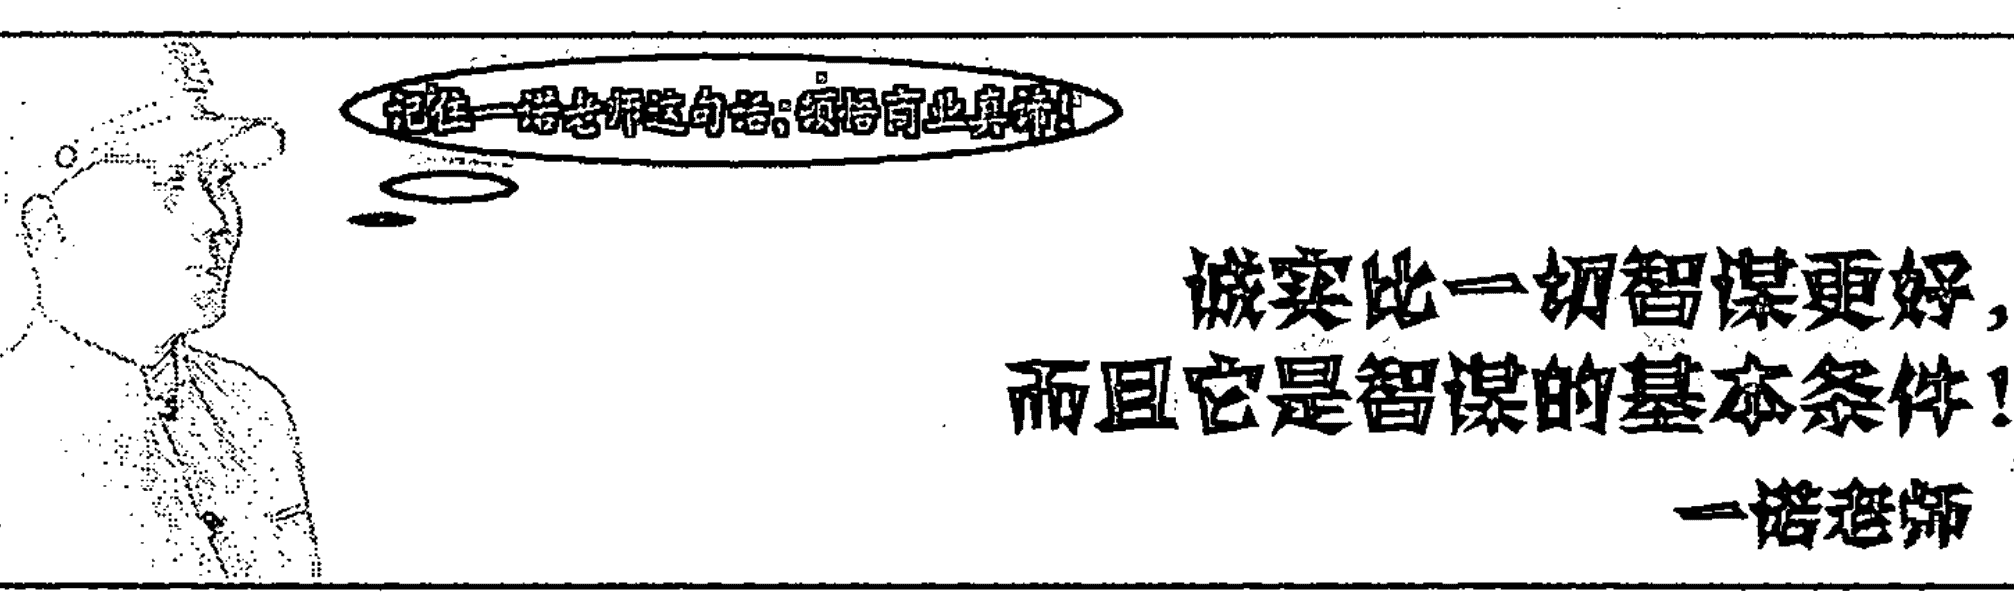 记住一诺老师这句话:领悟商业真谛!
诚实比一切智谋更好,
而且它是智谋的基本条件!
一诺老师